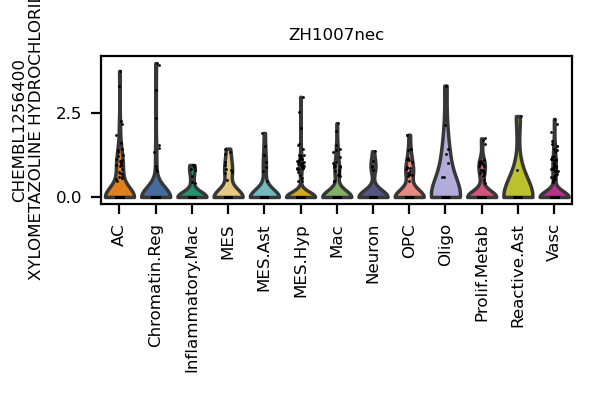 ZH1007nec
CHEMBL1256400
XYLOMETAZOLINE
2.5
0.0
AC
Chromatin.Reg
Inflammatory.Mac
MES
MES.Ast
MES.Hyp
Mac
Neuron
OPC
Oligo
Prolif.Metab
Reactive.Ast
Vasc